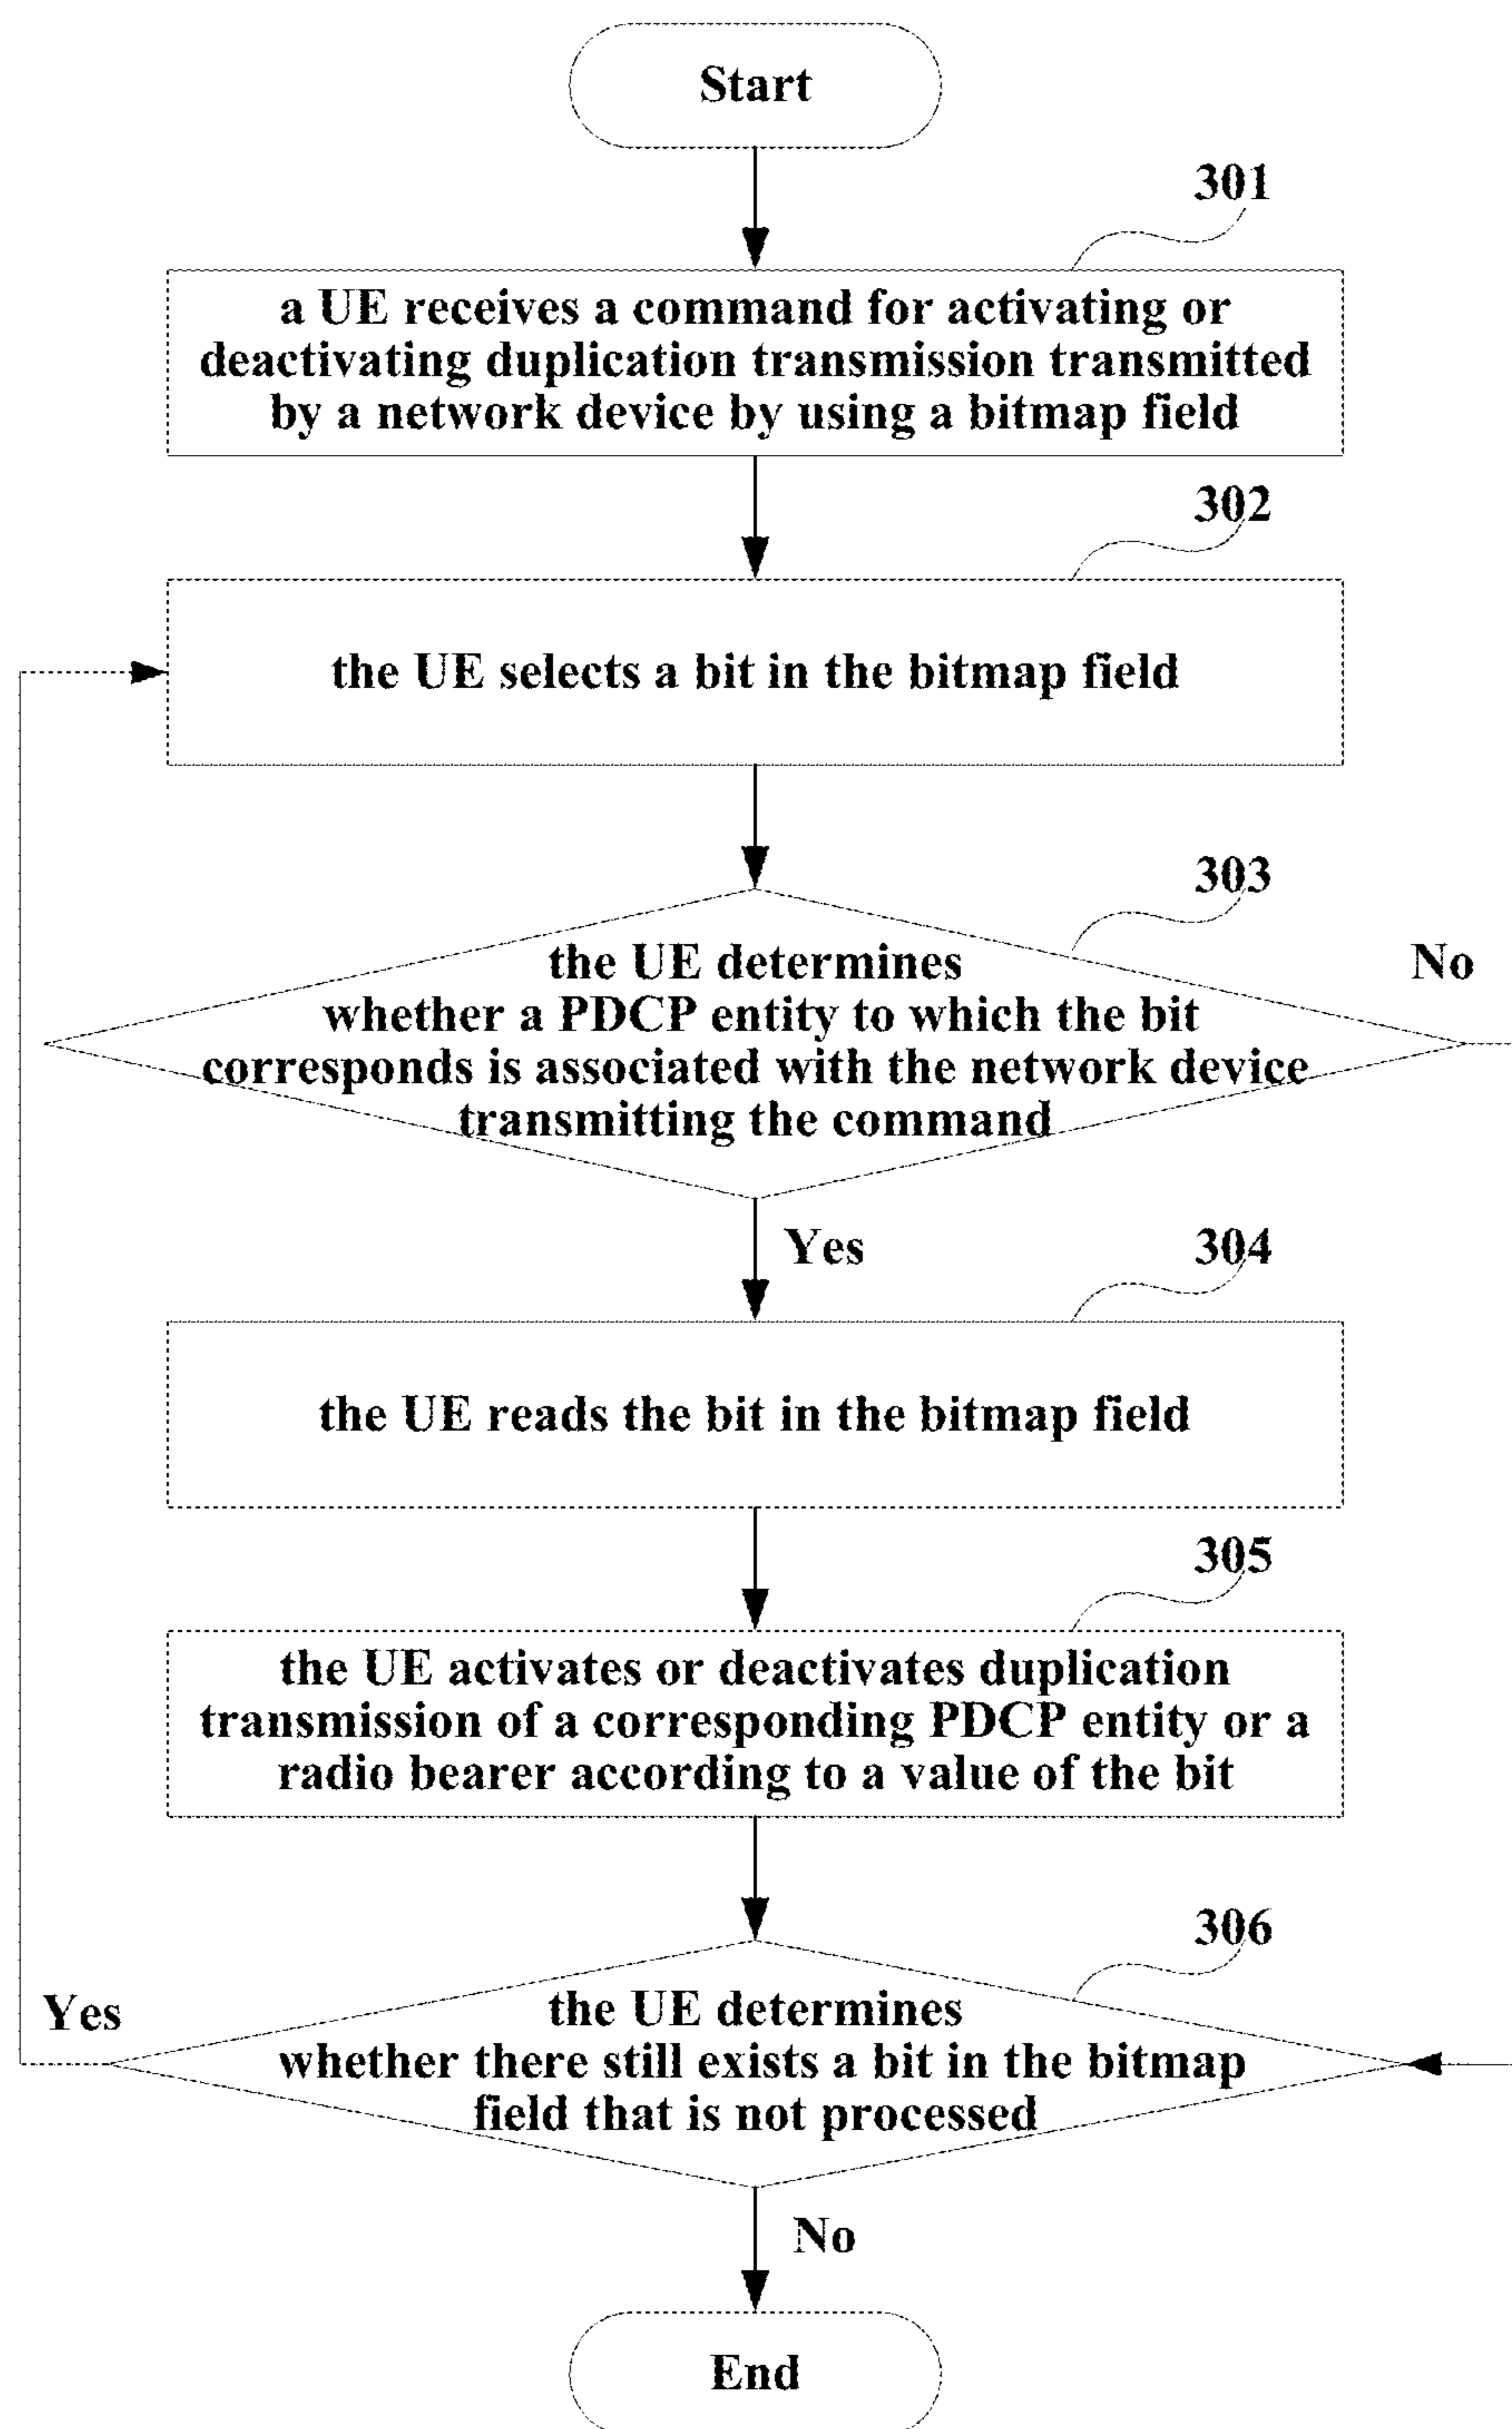 Start
301
a UE receives a command for activating or
deactivating duplication transmission transmitted
by a network device by using a bitmap field
302
the UE selects a bit in the bitmap field
303
the UE determines
whether a PDCP entity to which the bit
corresponds is associated with the network device
transmitting the command
No
Yes
304
the UE reads the bit in the bitmap field
305
the UE activates or deactivates duplication
transmission of a corresponding PDCP entity or a
radio bearer according to a value of the bit
306
the UE determines
whether there still exists a bit in the bitmap
field that is not processed
Yes
No
End